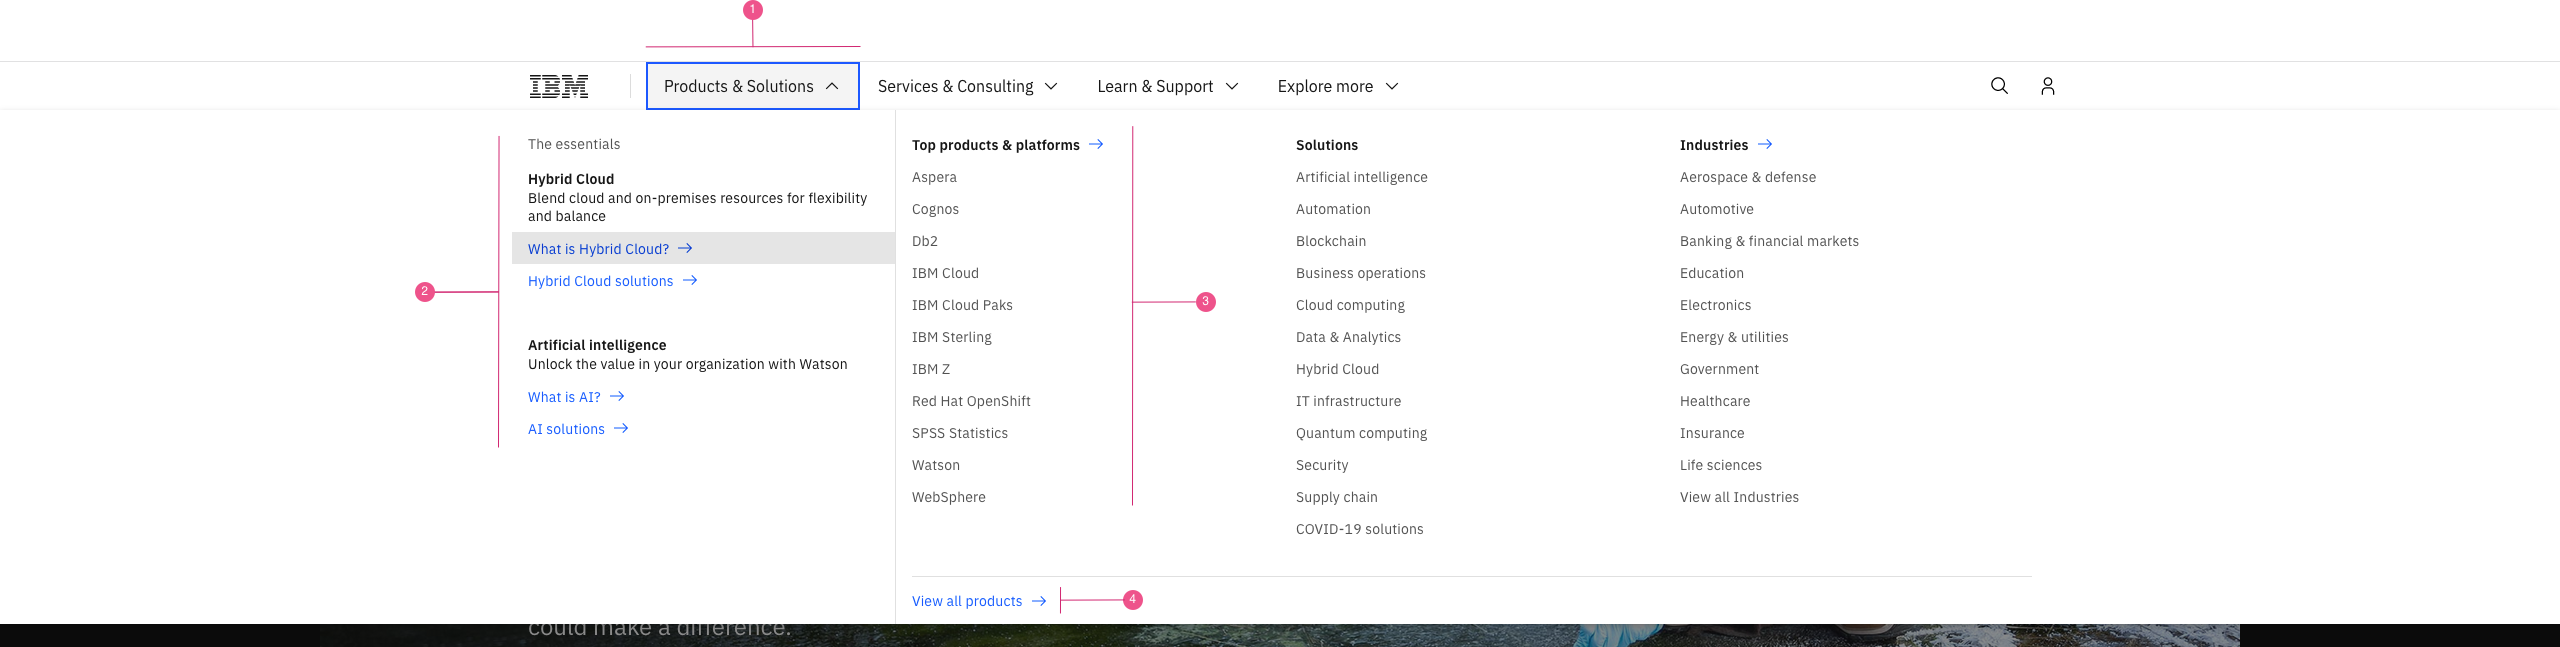 1
IBM
Products & Solutions
Services & Consulting
Learn & Support
Explore more
The essentials
Hybrid Cloud
Blend cloud and on-premises resources for flexibility
and balance
What is Hybrid Cloud?
Hybrid Cloud solutions
2
Artificial intelligence
Unlock the value in your organization with Watson
What is AI?
AI solutions
Top products & platforms
Aspera
Cognos
Db2
IBM Cloud
IBM Cloud Paks
IBM Sterling
IBM Z
Red Hat OpenShift
SPSS Statistics
Watson
WebSphere
3
Solutions
Artificial intelligence
Automation
Blockchain
Business operations
Cloud computing
Data & Analytics
Hybrid Cloud
IT infrastructure
Quantum computing
Security
Supply chain
COVID-19 solutions
Industries
Aerospace & defense
Automotive
Banking & financial markets
Education
Electronics
Energy & utilities
Government
Healthcare
Insurance
Life sciences
View all Industries
View all products
4
could make a difference.